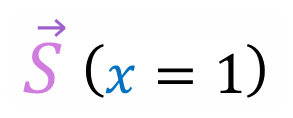 S⃗ (x = 1)